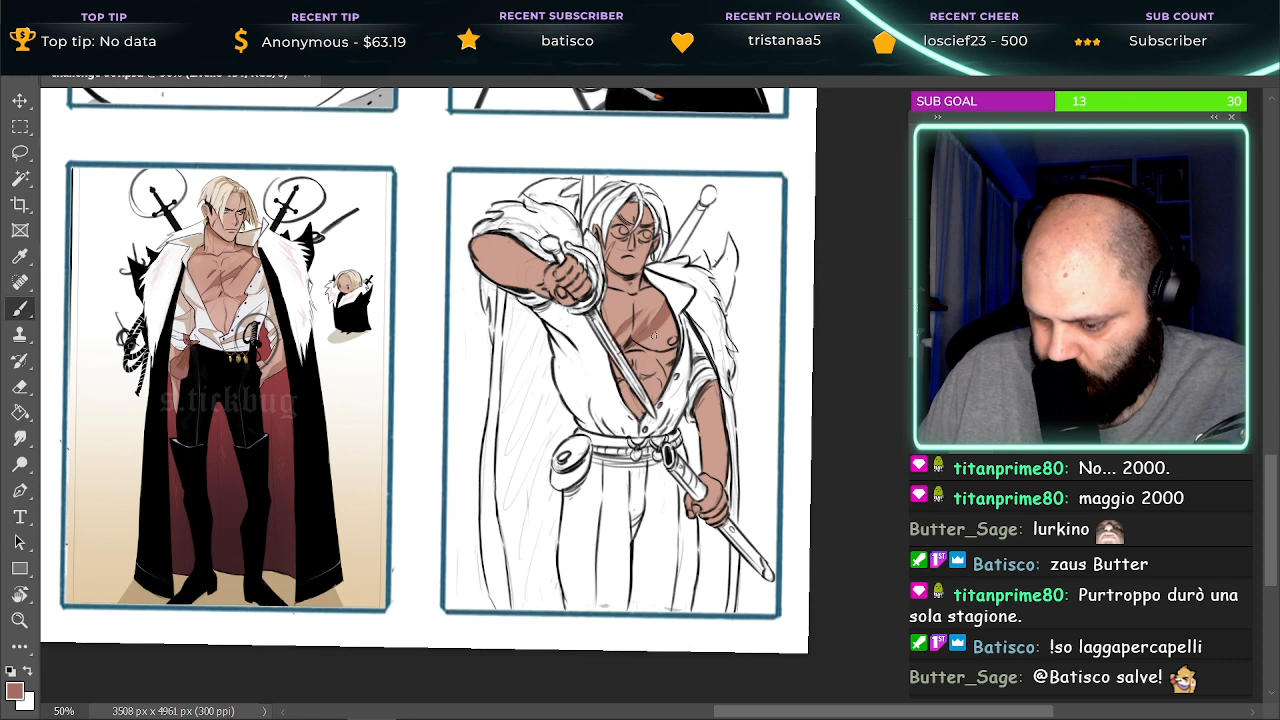 TOP TIP
Top tip: No data
RECENT TIP
Anonymous - $63.19
RECENT SUBSCRIBER
batisco
RECENT FOLLOWER
tristanaa5
RECENT CHEER
loscief23 - 500
SUB COUNT
Subscriber
SUB GOAL 13 30
s.tickbug
titanprime80: No... 2000.
titanprime80: maggio 2000
Butter_Sage: lurkino
Batisco: zaus Butter
titanprime80: Purtroppo durò una
sola stagione.
Batisco: !so laggapercapelli
Butter_Sage: @Batisco salve!
50% 3508 px x 4961 px (300 ppi)